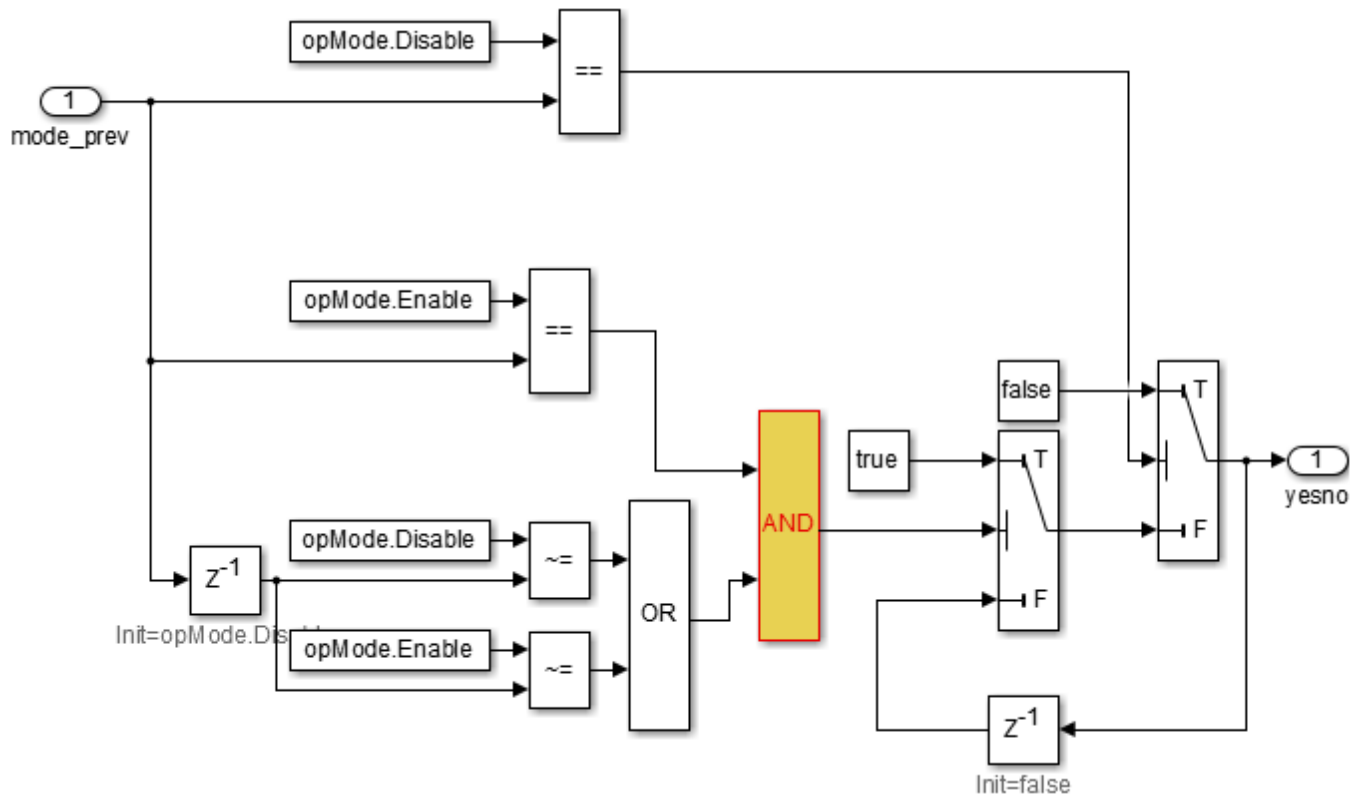 opMode.Disable
==
1
mode_prev
opMode.Enable
==
false
T
true
T
AND
opMode.Disable
~=
F
yesno
1
Z-1
OR
F
Init=opMode.Dis
opMode.Enable
~=
Z-1
Init=false